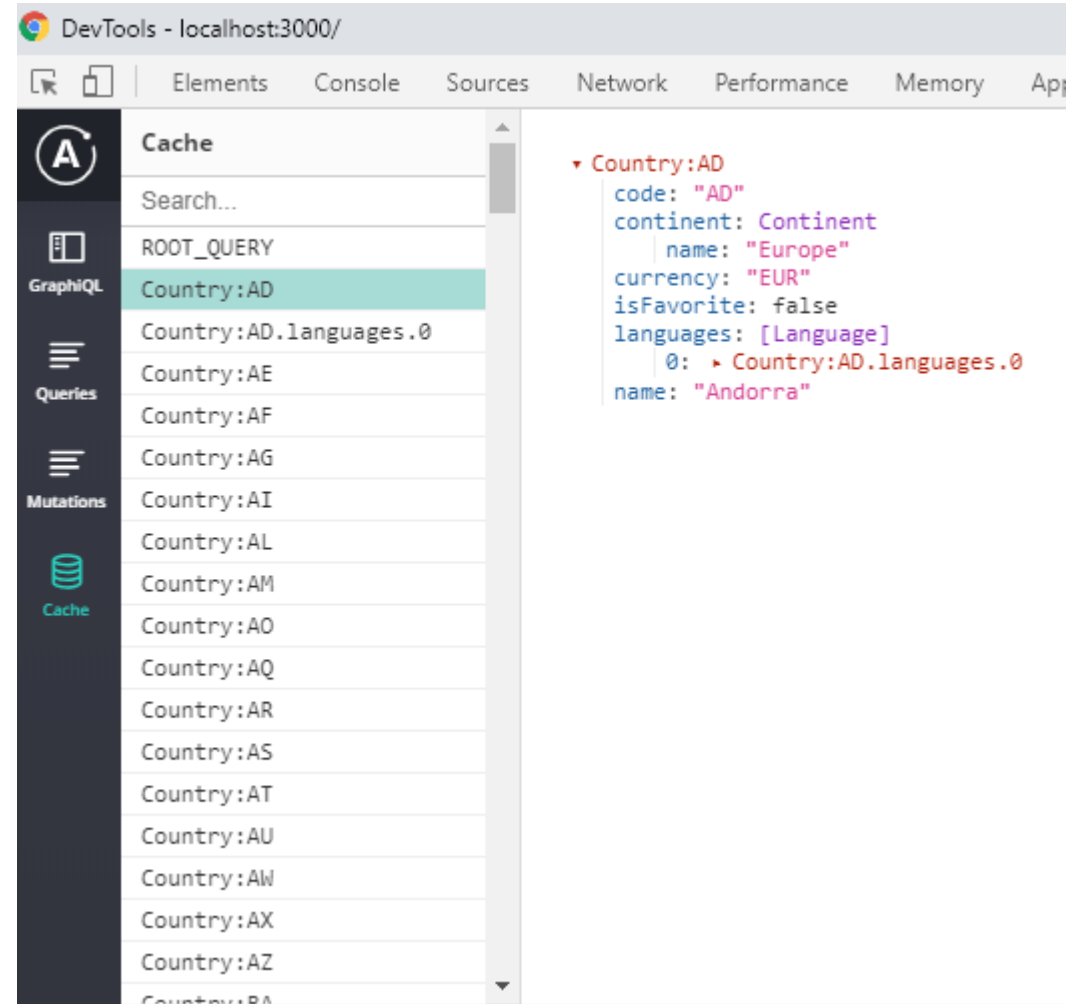 DevTools - localhost:3000/
Elements Console Sources Network Performance Memory App
A
GraphiQL
Queries
Mutations
Cache
Cache
Search...
ROOT_QUERY
Country:AD
Country:AD.languages.0
Country:AE
Country:AF
Country:AG
Country:AI
Country:AL
Country:AM
Country:AO
Country:AQ
Country:AR
Country:AS
Country:AT
Country:AU
Country:AW
Country:AX
Country:AZ
Country:BA
Country:AD
code: "AD"
continent: Continent
name: "Europe"
currency: "EUR"
isFavorite: false
languages: [Language]
0: Country:AD.languages.0
name: "Andorra"